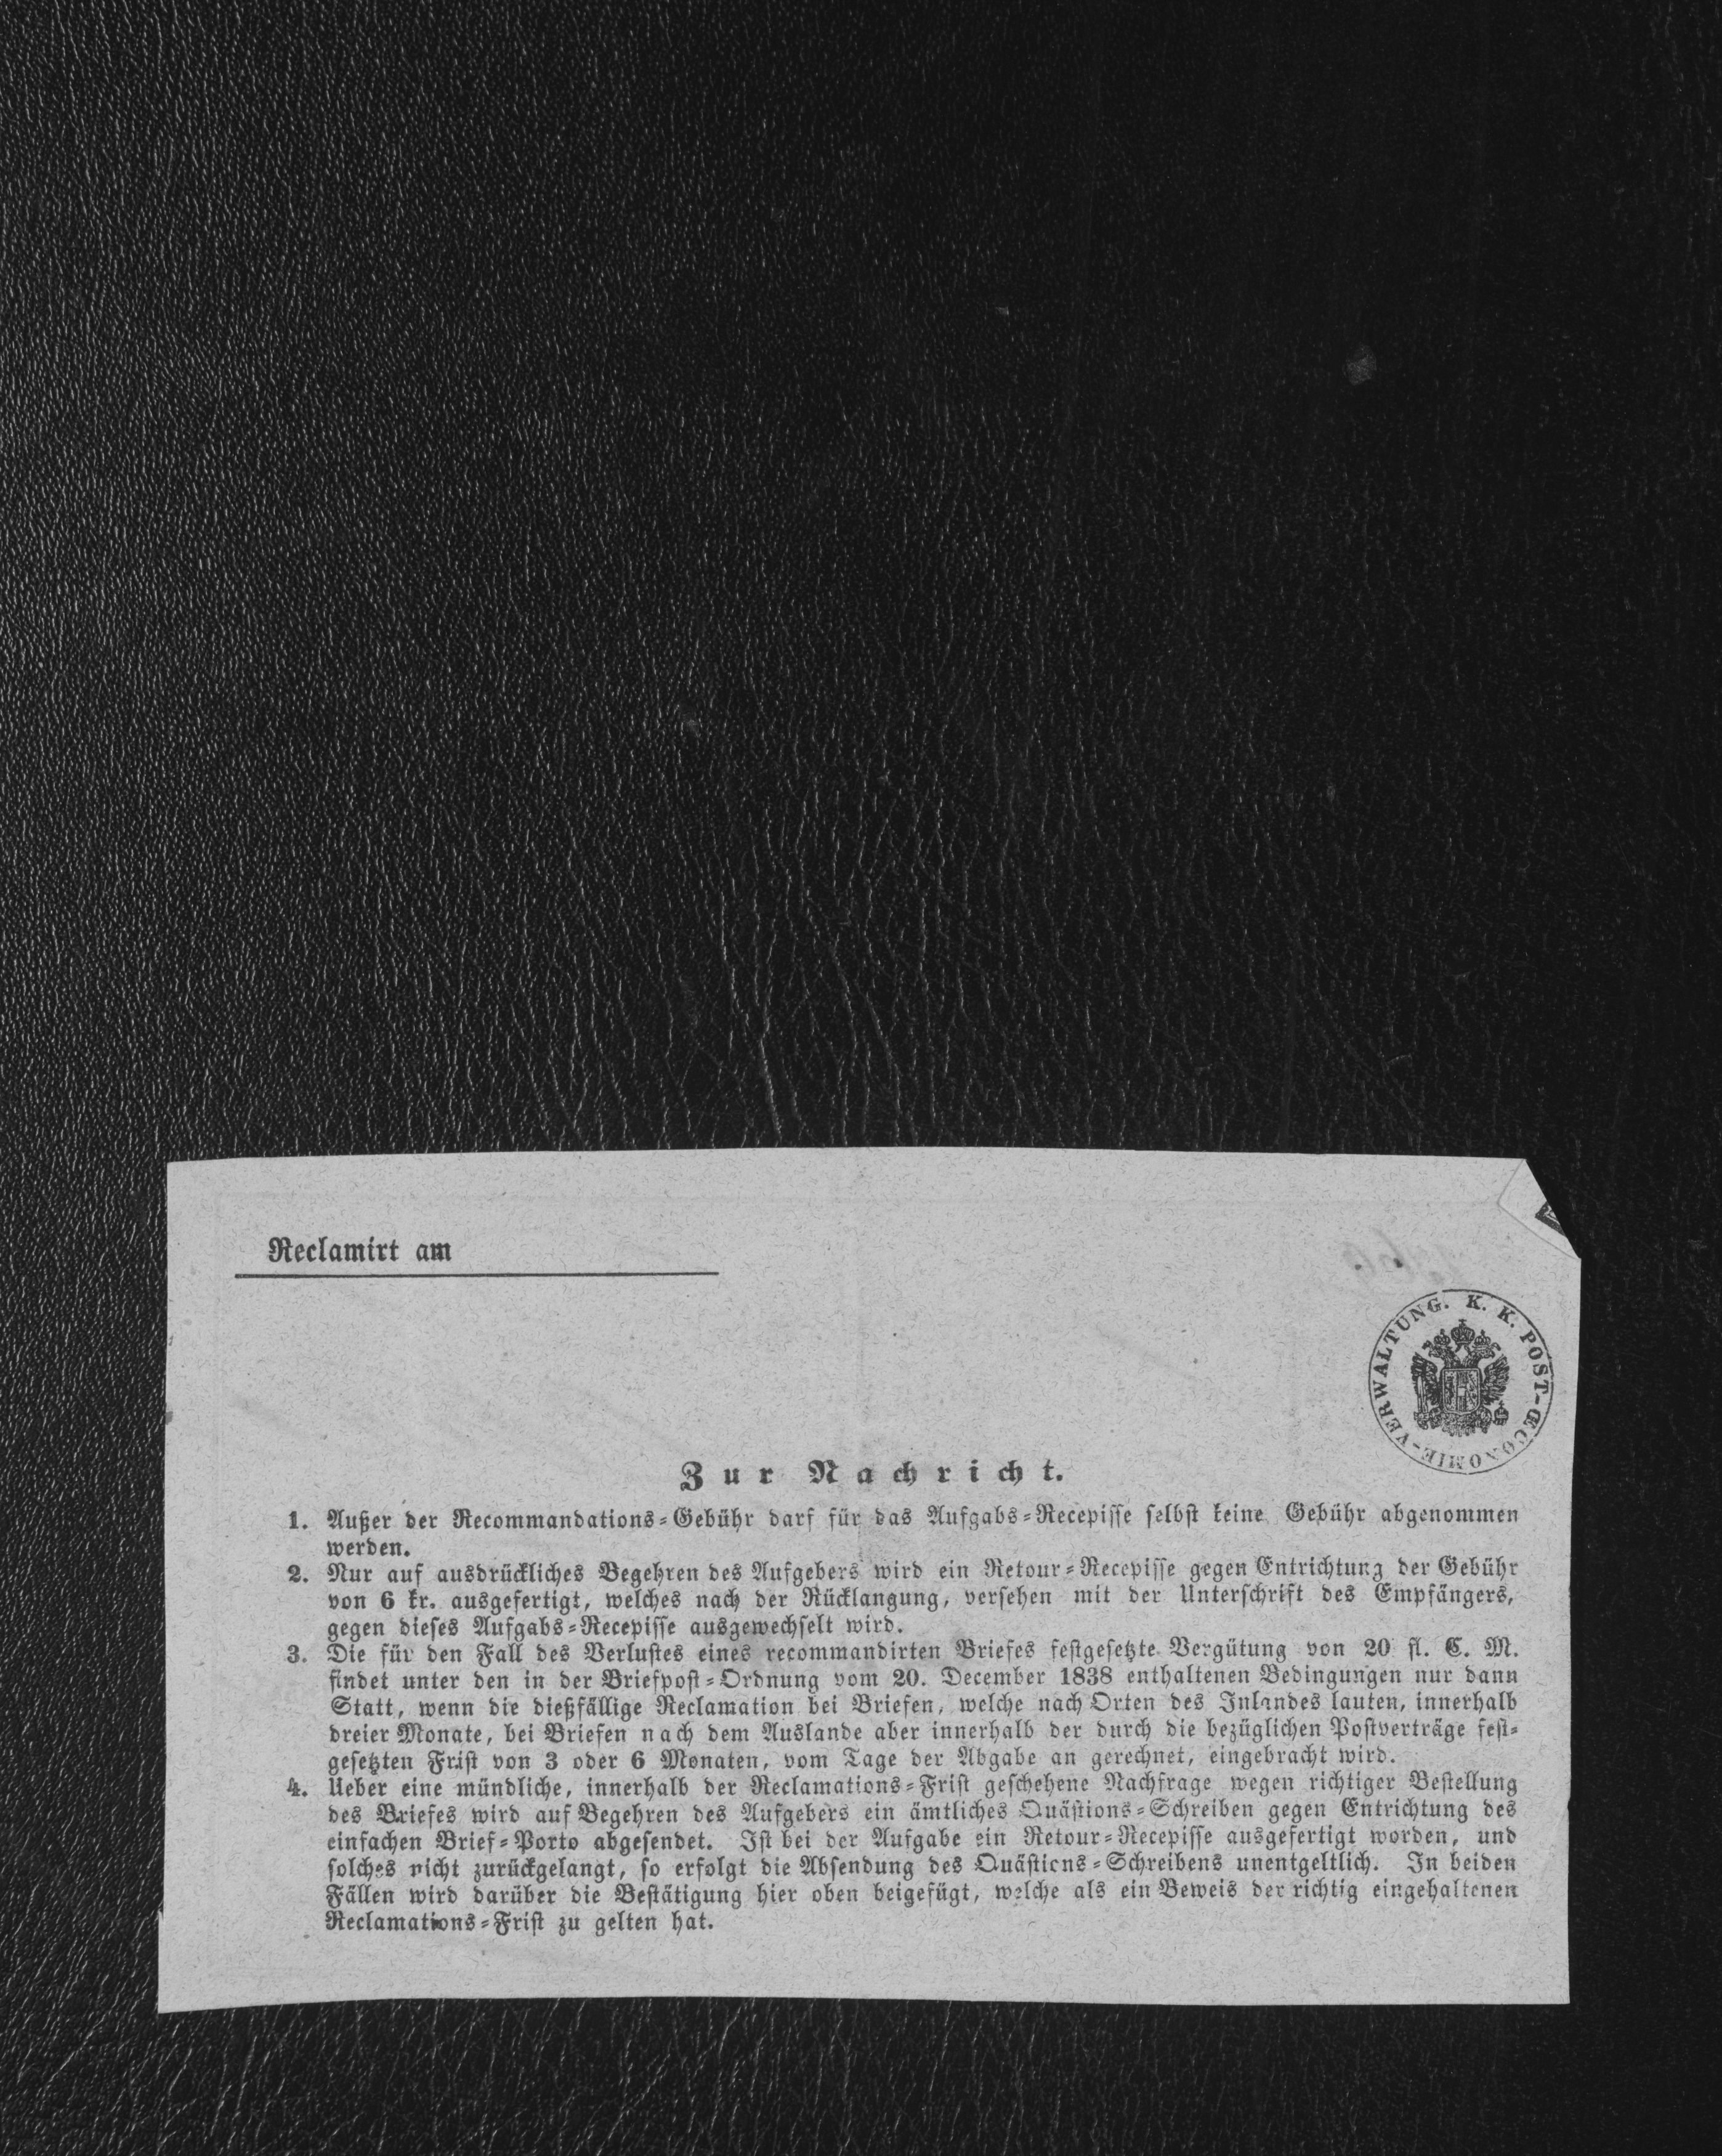 Reclamirt am
K. K. POST-ŒCONOMIE-VERWALTUNG.
Zur Nachricht.
1. Außer der Recommandations-Gebühr darf für das Aufgabs-Recepisse selbst keine Gebühr abgenommen
werden.
2. Nur auf ausdrückliches Begehren des Aufgebers wird ein Retour-Recepisse gegen Entrichtung der Gebühr
von 6 kr. ausgefertigt, welches nach der Rücklangung, versehen mit der Unterschrift des Empfängers,
gegen dieses Aufgabs-Recepisse ausgewechselt wird.
3. Die für den Fall des Verlustes eines recommandirten Briefes festgesetzte Vergütung von 20 fl. C. M.
findet unter den in der Briefpost-Ordnung vom 20. December 1838 enthaltenen Bedingungen nur dann
Statt, wenn die dießfällige Reclamation bei Briefen, welche nach Orten des Inlandes lauten, innerhalb
dreier Monate, bei Briefen nach dem Auslande aber innerhalb der durch die bezüglichen Postverträge fest-
gesetzten Frist von 3 oder 6 Monaten, vom Tage der Abgabe an gerechnet, eingebracht wird.
4. Ueber eine mündliche, innerhalb der Reclamations-Frist geschehene Nachfrage wegen richtiger Bestellung
des Briefes wird auf Begehren des Aufgebers ein ämtliches Quästions-Schreiben gegen Entrichtung des
einfachen Brief-Porto abgesendet. Ist bei der Aufgabe ein Retour-Recepisse ausgefertigt worden, und
solches nicht zurückgelangt, so erfolgt die Absendung des Quästions-Schreibens unentgeltlich. In beiden
Fällen wird darüber die Bestätigung hier oben beigefügt, welche als ein Beweis der richtig eingehaltenen
Reclamations-Frist zu gelten hat.